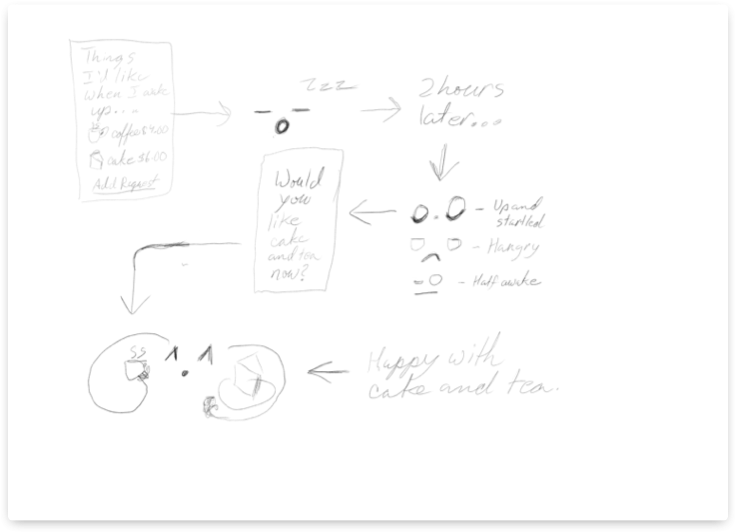 Things
I'd like
when I wake
up....
coffee $4.00
cake $6.00
Add Request
zzz
2 hours
later...
Up and
startled
Hangry
Half awake
Would
you
like
cake
and tea
now?
SS
Happy with
cake and tea.